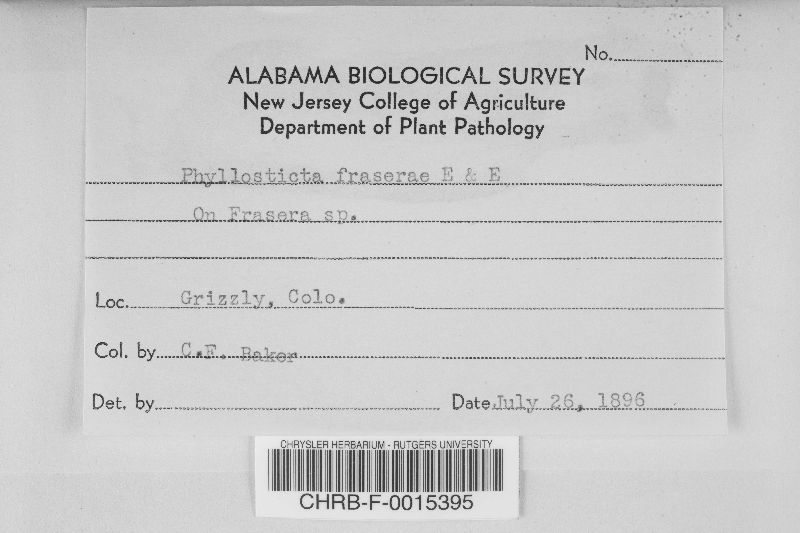 No.
ALABAMA BIOLOGICAL SURVEY
New Jersey College of Agriculture
Department of Plant Pathology
Phyllosticta fraserae E & E
On Frasera sp.
Loc. Grizzly, Colo.
Col. by C.F. Baker
Det. by
Date July 26, 1896
CHRYSLER HERBARIUM - RUTGERS UNIVERSITY
CHRB-F-0015395